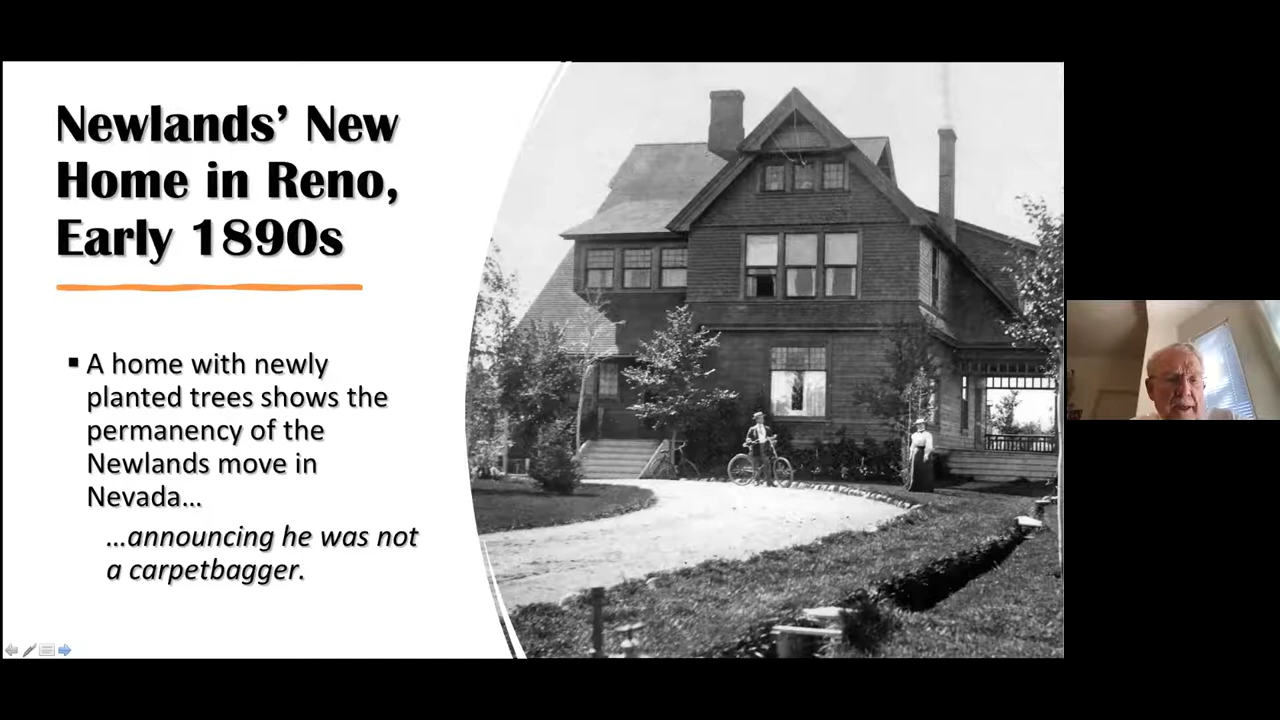 Newlands’ New
Home in Reno,
Early 1890s
▪ A home with newly
planted trees shows the
permanency of the
Newlands move in
Nevada…
…announcing he was not
a carpetbagger.